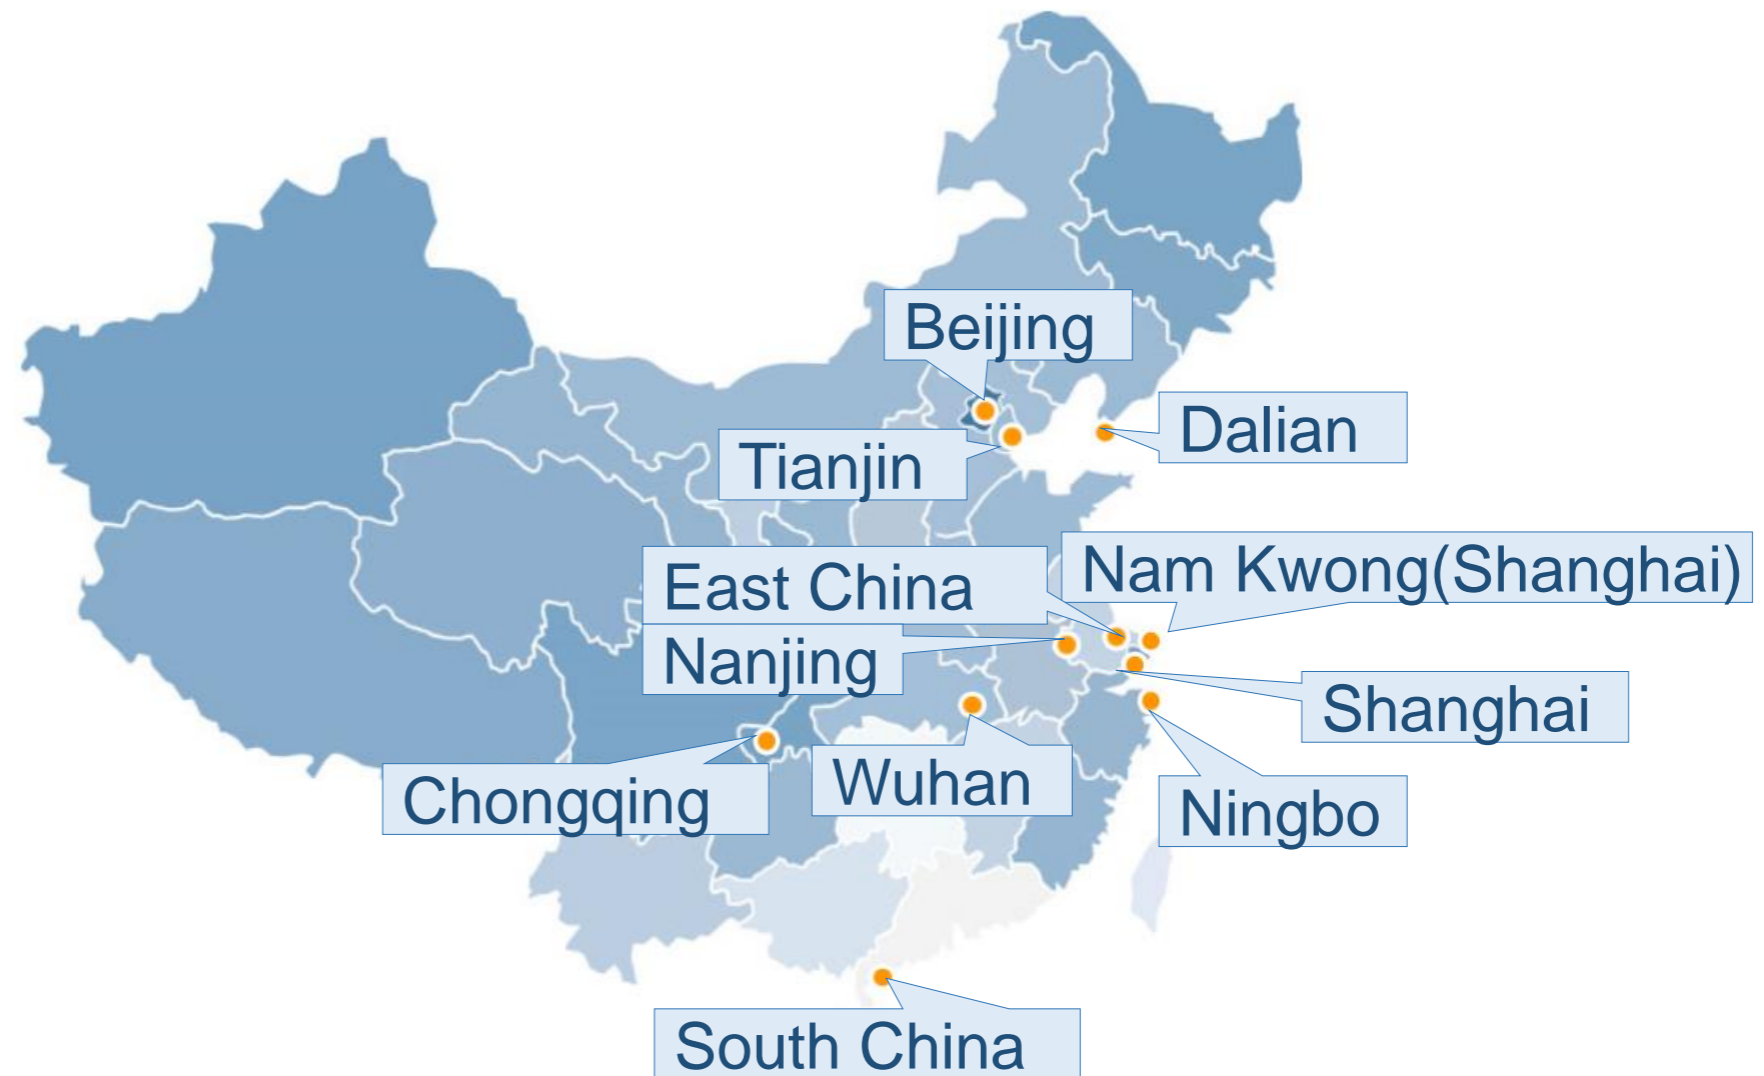 Beijing
Dalian
Tianjin
Nam Kwong(Shanghai)
East China
Nanjing
Shanghai
Wuhan
Chongqing
Ningbo
South China